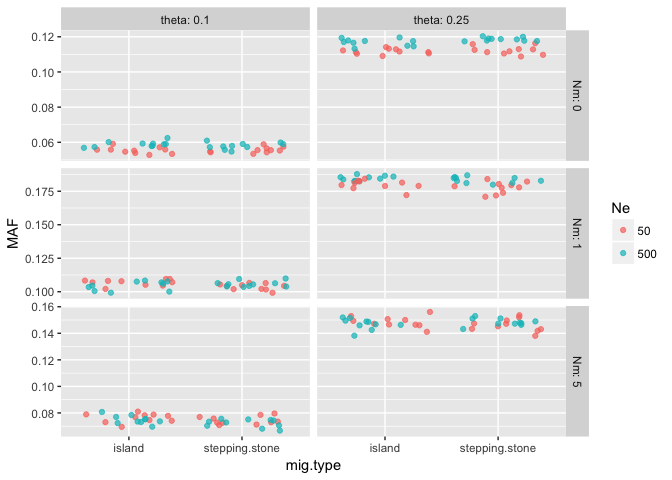 theta: 0.1
theta: 0.25
0.12
0.10
0.08
0.06
Nm: 0
0.175
0.150
0.125
0.100
Nm: 1
0.16
0.14
0.12
0.10
0.08
Nm: 5
MAF
island
stepping.stone
island
stepping.stone
mig.type
Ne
50
500